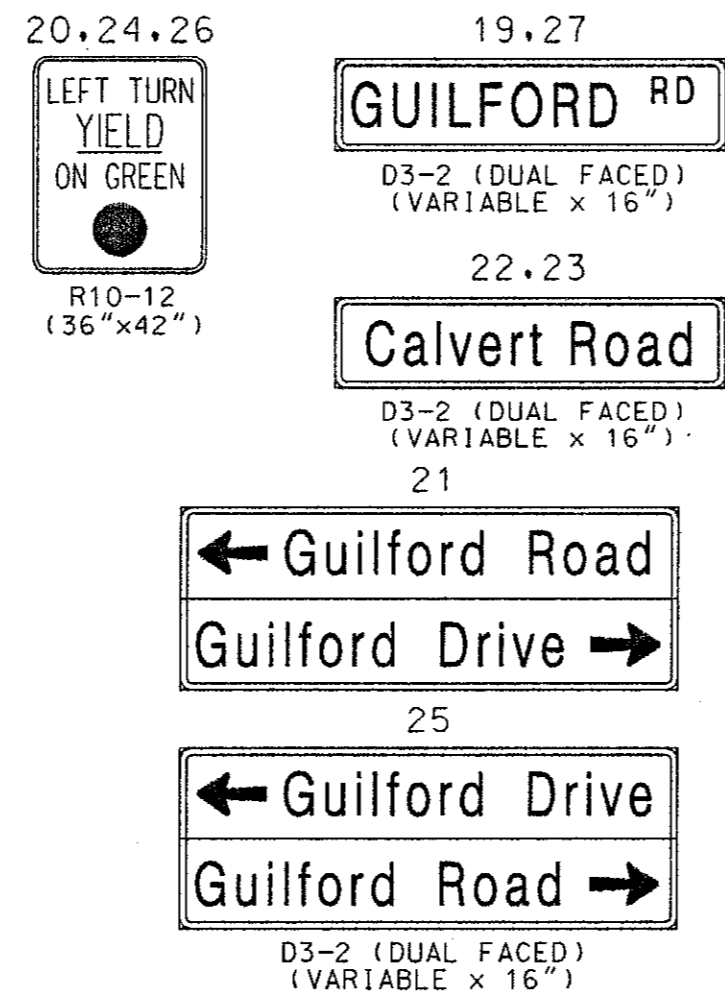 20,24,26
LEFT TURN
YIELD
ON GREEN
R10-12
(36"x42")
19,27
GUILFORD RD
D3-2 (DUAL FACED)
(VARIABLE x 16")
22,23
Calvert Road
D3-2 (DUAL FACED)
(VARIABLE x 16")
21
Guilford Road
Guilford Drive
25
Guilford Drive
Guilford Road
D3-2 (DUAL FACED)
(VARIABLE x 16")